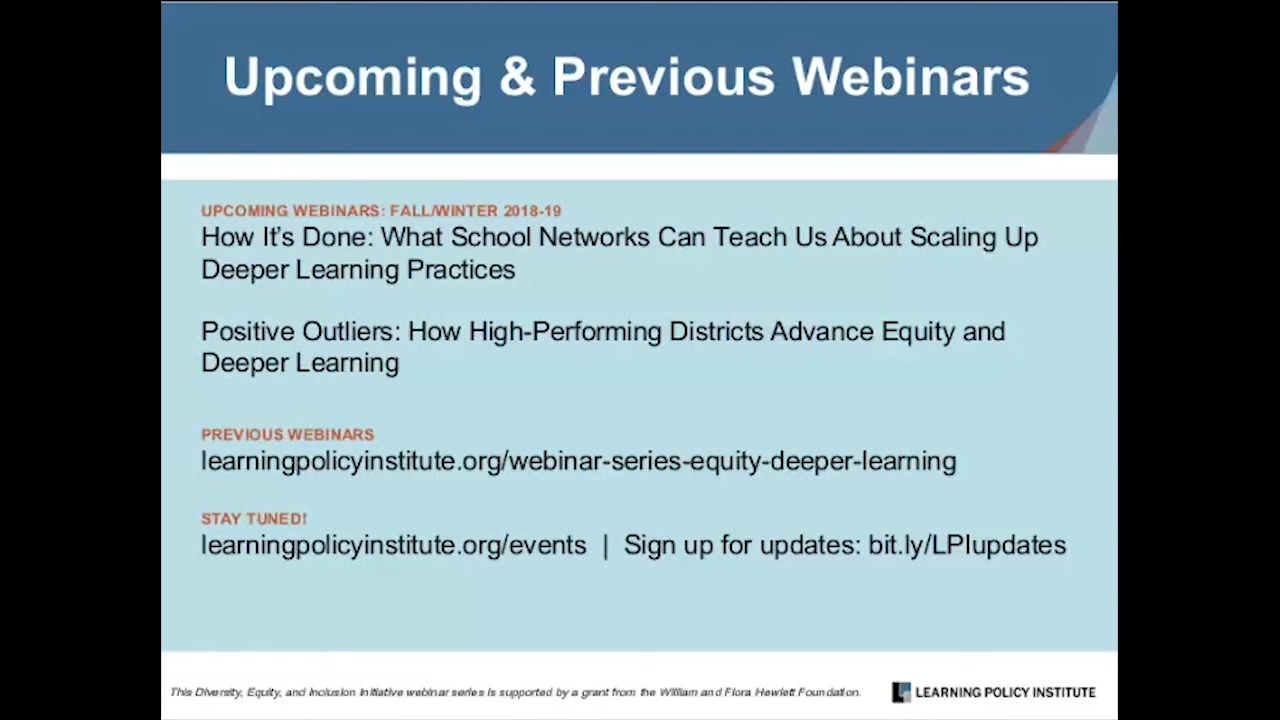 Upcoming & Previous Webinars
UPCOMING WEBINARS: FALL/WINTER 2018-19
How It’s Done: What School Networks Can Teach Us About Scaling Up
Deeper Learning Practices
Positive Outliers: How High-Performing Districts Advance Equity and
Deeper Learning
PREVIOUS WEBINARS
learningpolicyinstitute.org/webinar-series-equity-deeper-learning
STAY TUNED!
learningpolicyinstitute.org/events | Sign up for updates: bit.ly/LPIupdates
This Diversity, Equity, and Inclusion Initiative webinar series is supported by a grant from the William and Flora Hewlett Foundation.
LEARNING POLICY INSTITUTE